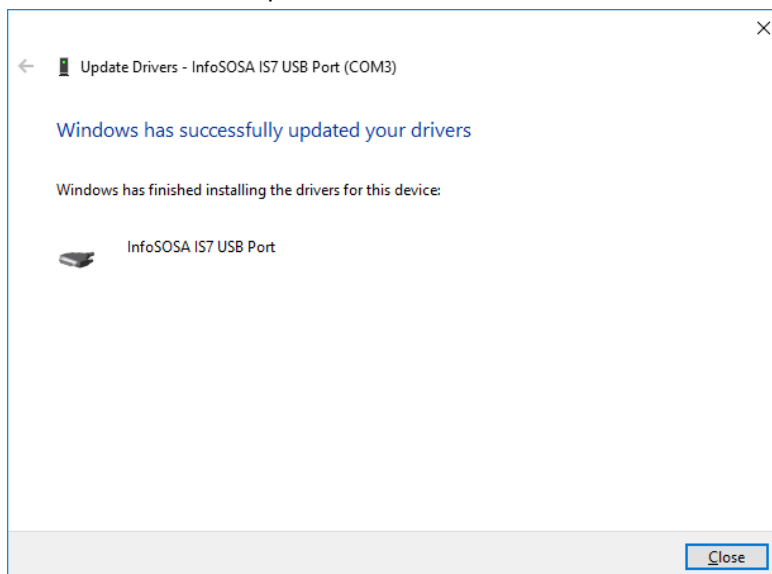 Update Drivers - InfoSOSA IS7 USB Port (COM3)
Windows has successfully updated your drivers
Windows has finished installing the drivers for this device:
InfoSOSA IS7 USB Port
Close